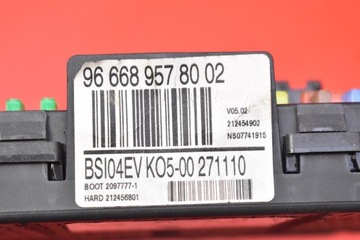 96 668 957 80 02
V05.02
212454902
NS07741915
BSI04EV KO5-00 271110
BOOT 2097777-1
HARD 212456801